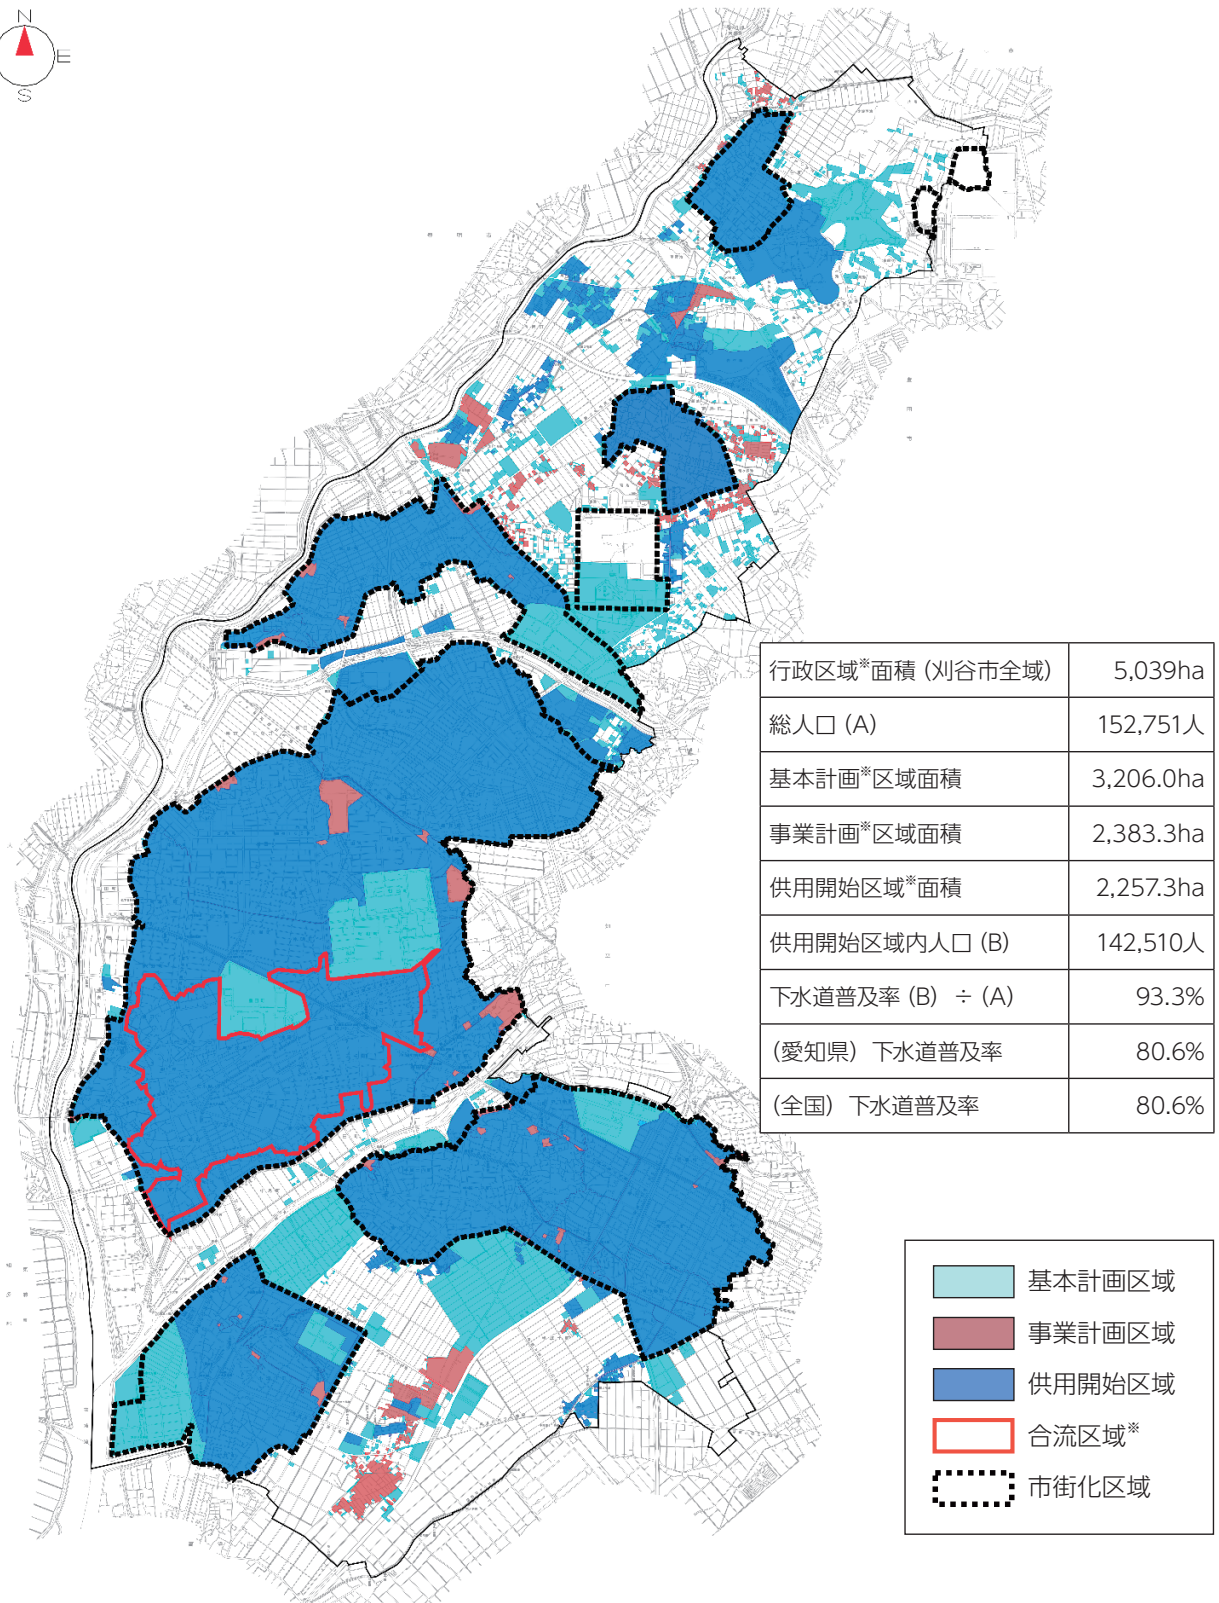 N
E
S
行政区域※面積 (刈谷市全域) 5,039ha
総人口 (A) 152,751人
基本計画※区域面積 3,206.0ha
事業計画※区域面積 2,383.3ha
供用開始区域※面積 2,257.3ha
供用開始区域内人口 (B) 142,510人
下水道普及率 (B) ÷ (A) 93.3%
(愛知県) 下水道普及率 80.6%
(全国) 下水道普及率 80.6%
基本計画区域
事業計画区域
供用開始区域
合流区域※
市街化区域